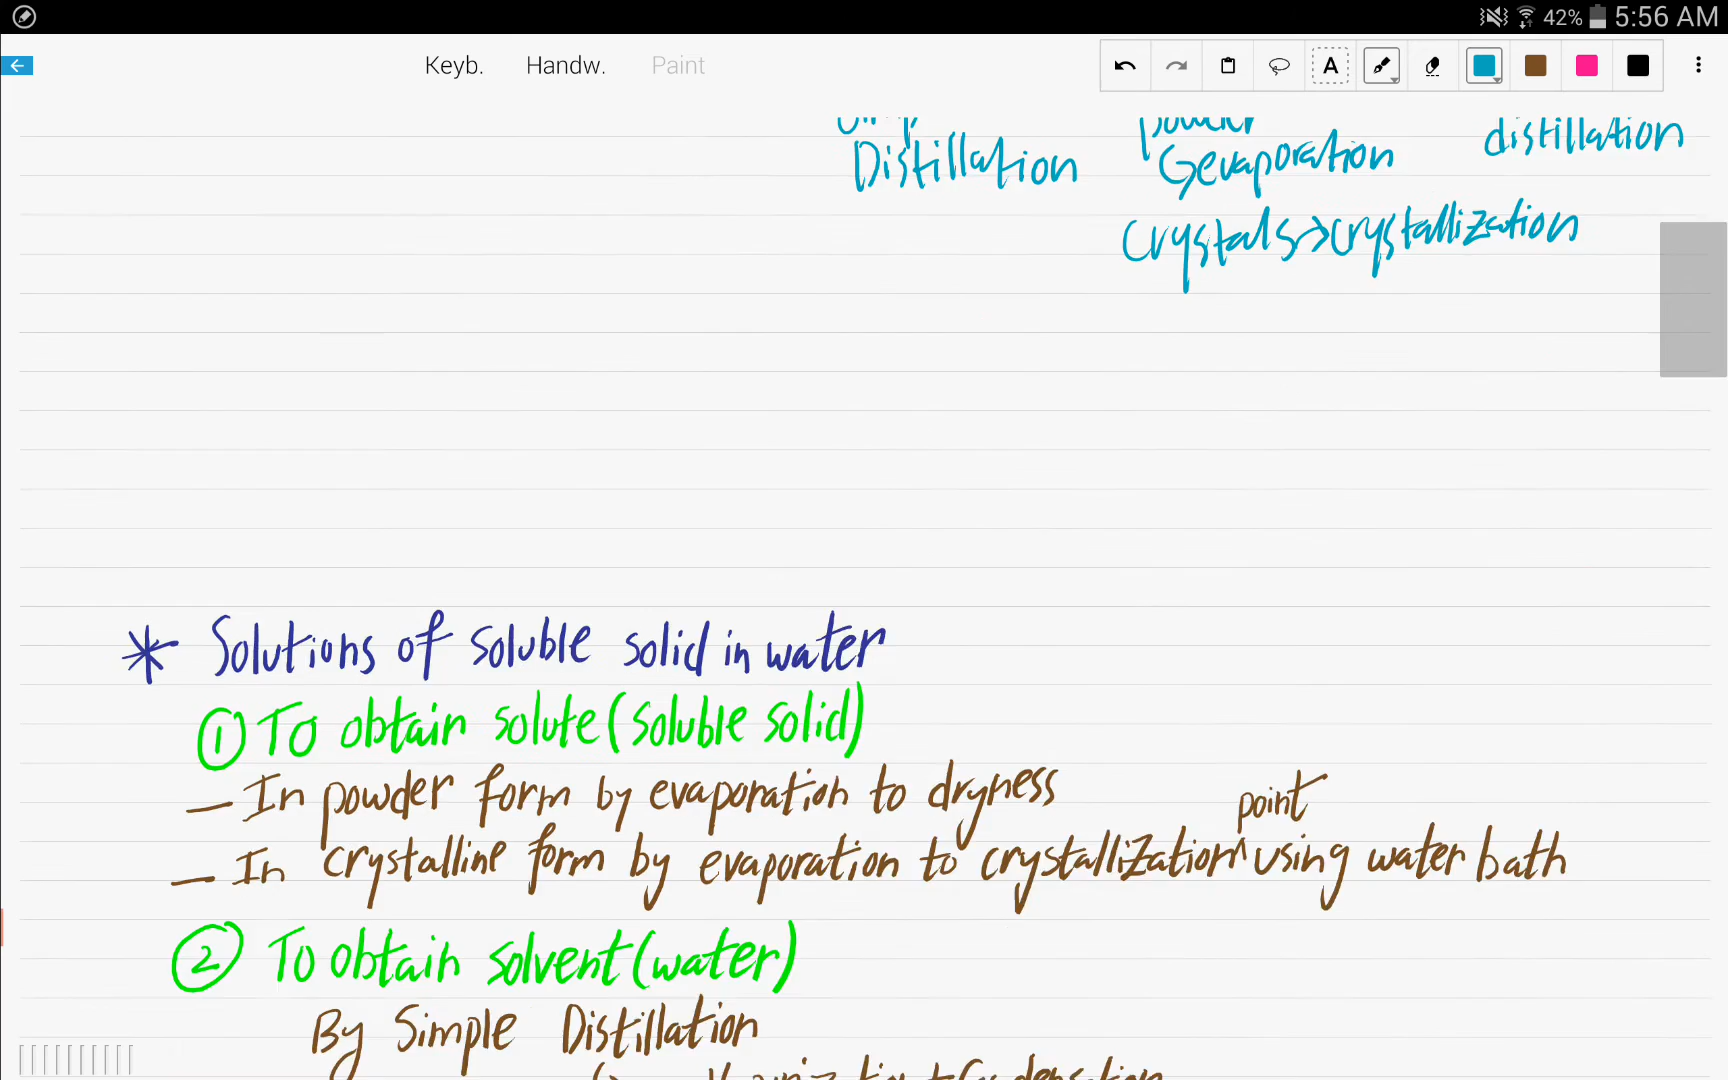 42% 5:56 AM
Keyb. Handw. Paint A
powder distillation
Distillation Gevaporation
Crystals→crystallization
* Solutions of soluble solid in water
① To obtain solute (soluble solid)
— In powder form by evaporation to dryness
point
— In crystalline form by evaporation to crystallization^using water bath
② To obtain solvent (water)
By Simple Distillation